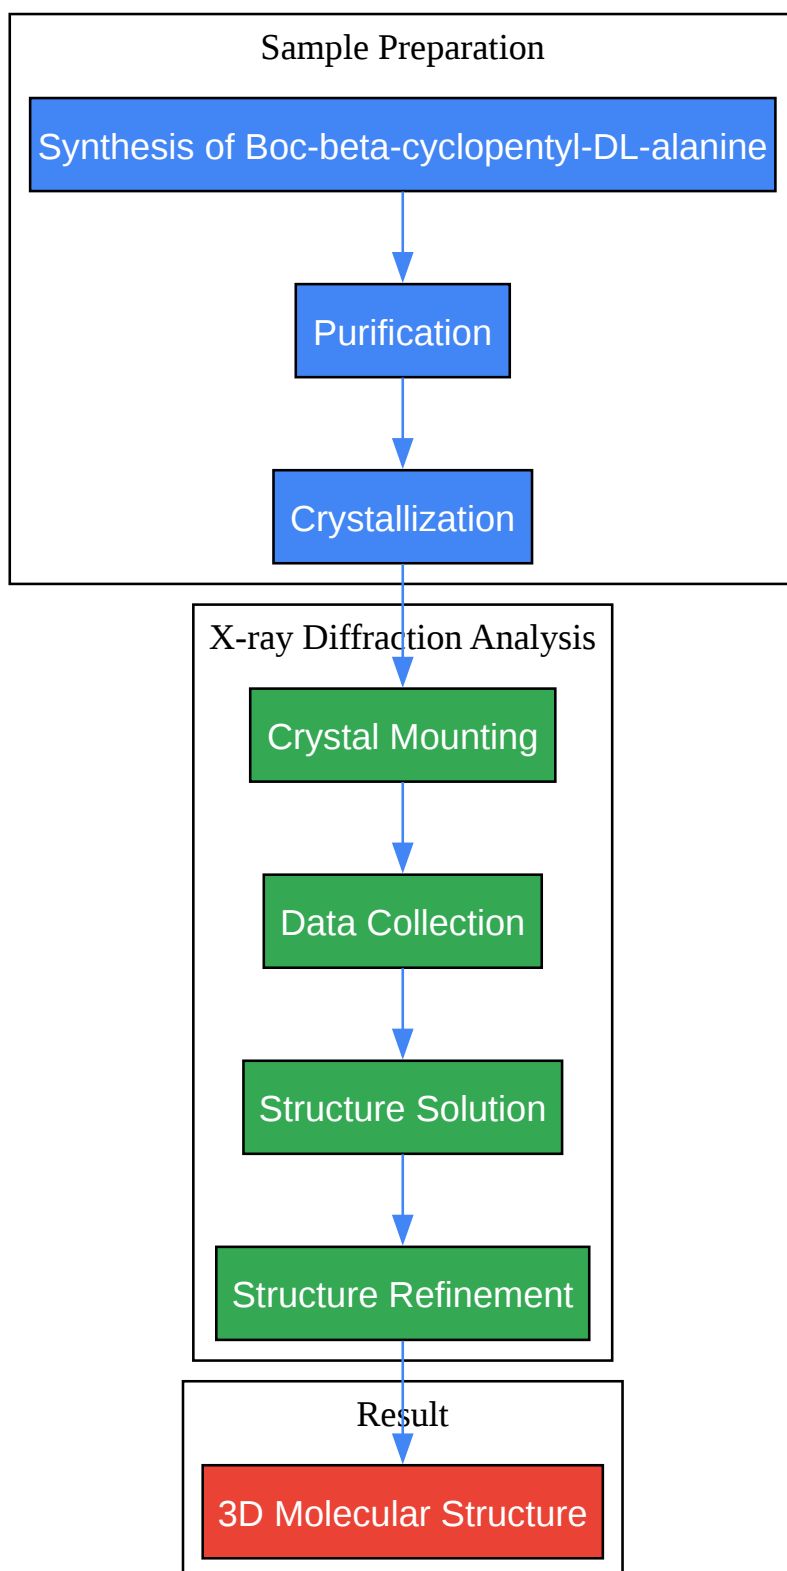 Sample Preparation
Synthesis of Boc-beta-cyclopentyl-DL-alanine
Purification
Crystallization
X-ray Diffraction Analysis
Crystal Mounting
Data Collection
Structure Solution
Structure Refinement
Result
3D Molecular Structure